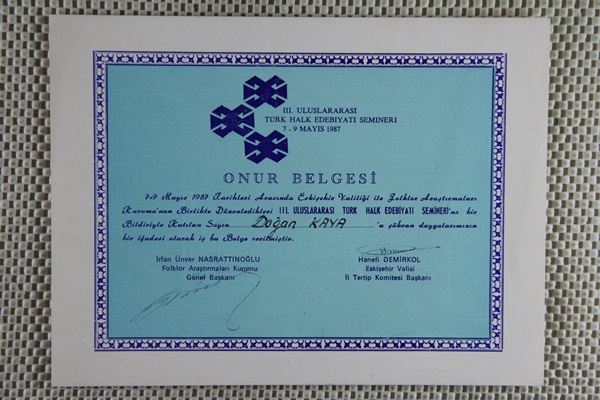 III. ULUSLARARASI
TÜRK HALK EDEBİYATI SEMİNERİ
7 - 9 MAYIS 1987
ONUR BELGESİ
7-9 Mayıs 1987 Tarihleri Arasında Eskişehir Valiliği ile Folklor Araştırmaları
Kurumu'nun Birlikte Düzenledikleri III. ULUSLARARASI TÜRK HALK EDEBİYATI SEMİNERİ'ne bir
Bildiriyle Katılan Sayın Doğan KAYA 'a şükran duygularımızın
bir ifadesi olacak iş bu Belge verilmiştir.
İrfan Ünver NASRATTINOĞLU
Folklor Araştırmaları Kurumu
Genel Başkanı
Hanefi DEMİRKOL
Eskişehir Valisi
İl Tertip Komitesi Başkanı